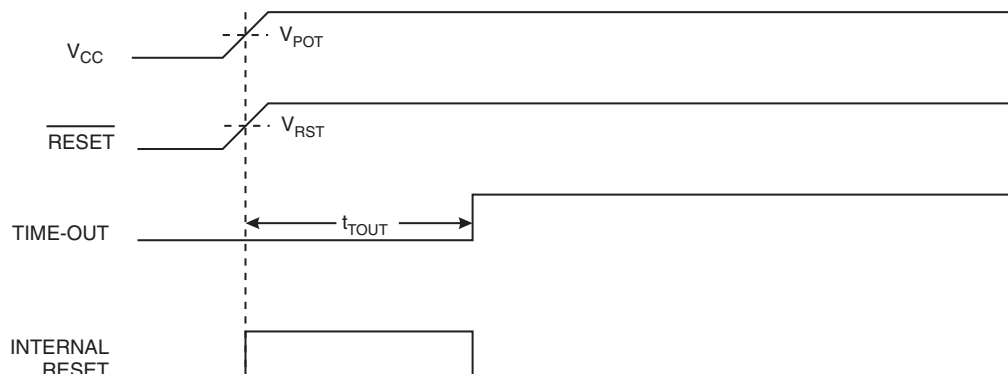 V_CC
V_POT
RESET
V_RST
TIME-OUT
t_TOUT
INTERNAL
RESET